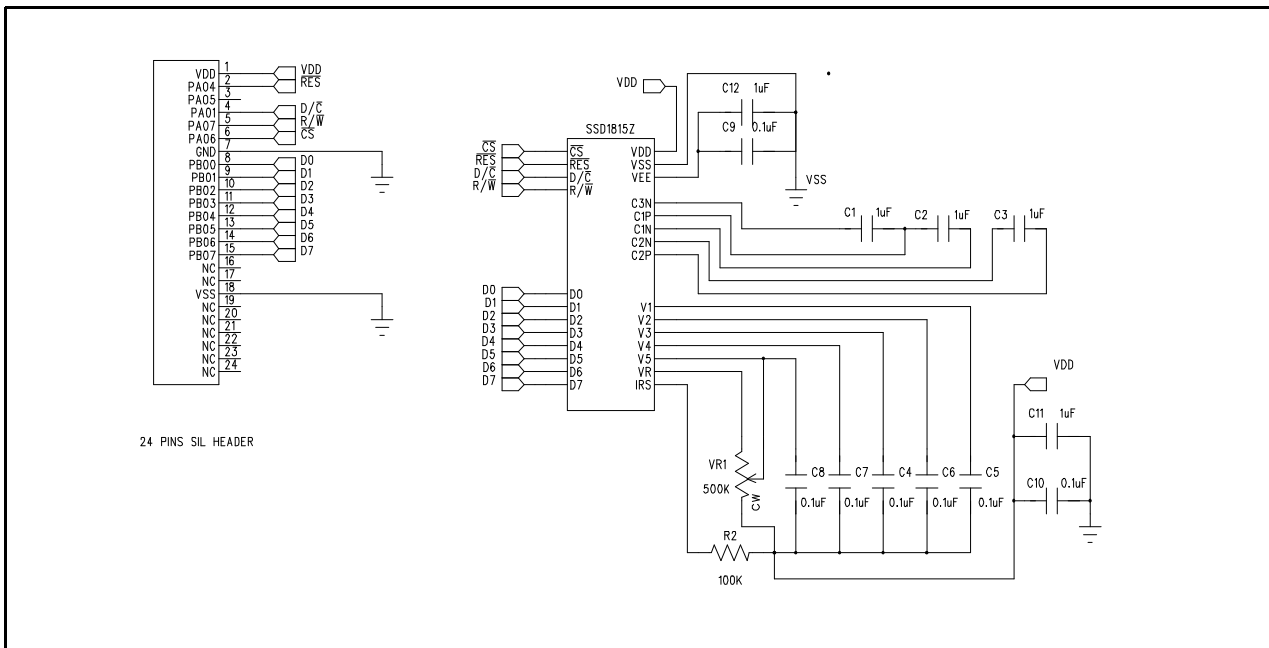 VDD 1 VDD
PA04 2 R̅E̅S̅
PA05 3
PA01 4 D/C̅
PA07 5 R/W̅
PA06 6 C̅S̅
GND 7
PB00 8 D0
PB01 9 D1
PB02 10 D2
PB03 11 D3
PB04 12 D4
PB05 13 D5
PB06 14 D6
PB07 15 D7
NC 16
NC 17
VSS 18
NC 19
NC 20
NC 21
NC 22
NC 23
NC 24
24 PINS SIL HEADER
VDD
C12 1uF
C9 0.1uF
VSS
SSD1815Z
C̅S̅ C̅S̅
R̅E̅S̅ R̅E̅S̅
D/C̅ D/C̅
R/W̅ R/W̅
VDD
VSS
VEE
C3N
C1P
C1N
C2N
C2P
C1 1uF
C2 1uF
C3 1uF
D0 D0
D1 D1
D2 D2
D3 D3
D4 D4
D5 D5
D6 D6
D7 D7
V1
V2
V3
V4
V5
VR
IRS
VDD
C11 1uF
C10 0.1uF
VR1
500K
CW
C8 0.1uF
C7 0.1uF
C4 0.1uF
C6 0.1uF
C5 0.1uF
R2
100K